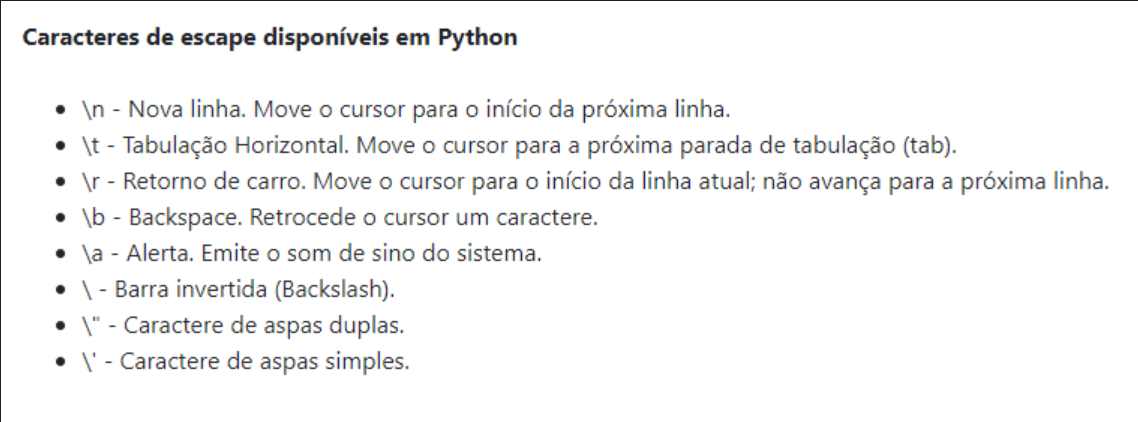 Caracteres de escape disponíveis em Python
• \n - Nova linha. Move o cursor para o início da próxima linha.
• \t - Tabulação Horizontal. Move o cursor para a próxima parada de tabulação (tab).
• \r - Retorno de carro. Move o cursor para o início da linha atual; não avança para a próxima linha.
• \b - Backspace. Retrocede o cursor um caractere.
• \a - Alerta. Emite o som de sino do sistema.
• \ - Barra invertida (Backslash).
• \" - Caractere de aspas duplas.
• \' - Caractere de aspas simples.